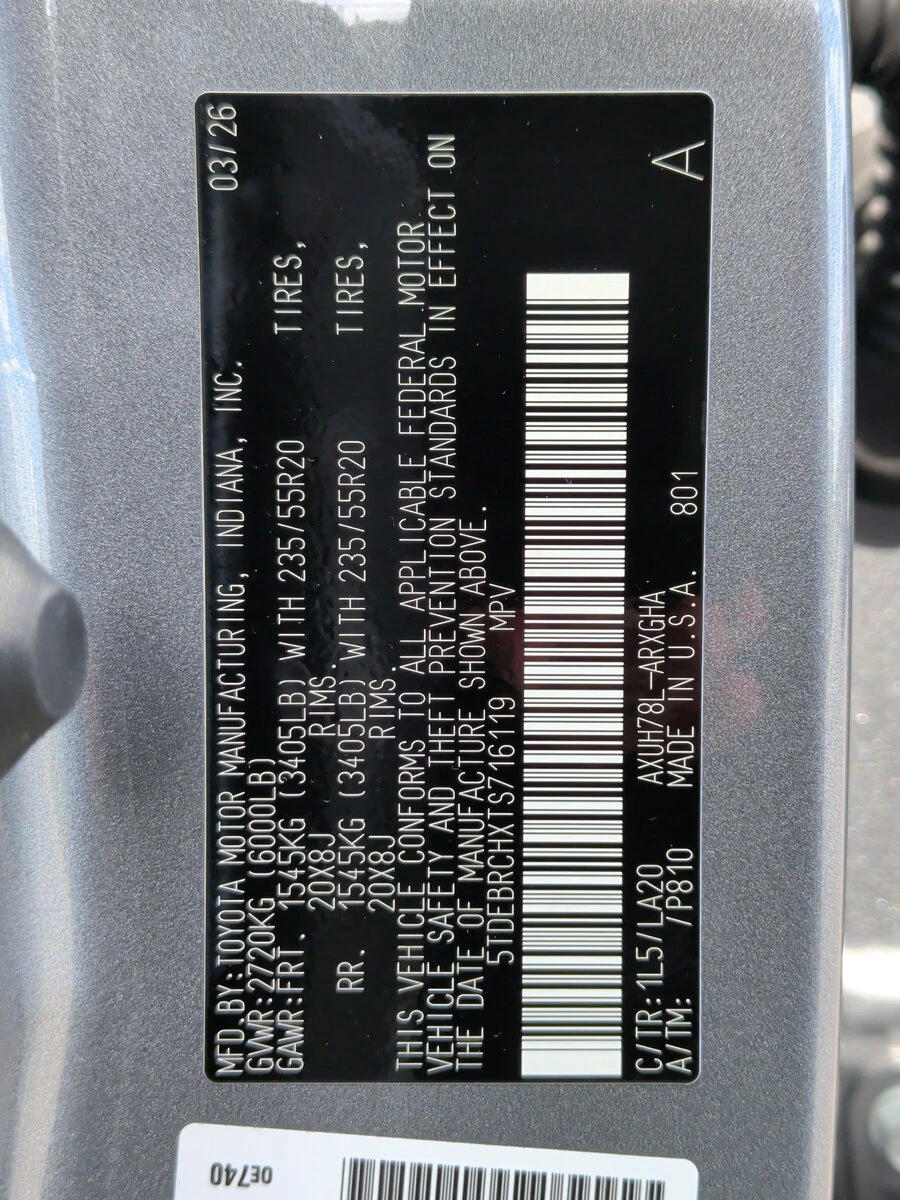 MFD.BY:TOYOTA MOTOR MANUFACTURING, INDIANA, INC. 03/26
GVWR:2720KG (6000LB)
GAWR:FRT. 1545KG (3405LB) WITH 235/55R20 TIRES,
20X8J RIMS.
RR. 1545KG (3405LB) WITH 235/55R20 TIRES,
20X8J RIMS.
THIS VEHICLE CONFORMS TO ALL APPLICABLE FEDERAL MOTOR
VEHICLE SAFETY AND THEFT PREVENTION STANDARDS IN EFFECT ON
THE DATE OF MANUFACTURE SHOWN ABOVE.
5TDEBRCHXTS716119 MPV
C/TR:1L5/LA20 AXUH78L-ARXGHA
A/TM: /P810 MADE IN U.S.A. 801
A
0E740